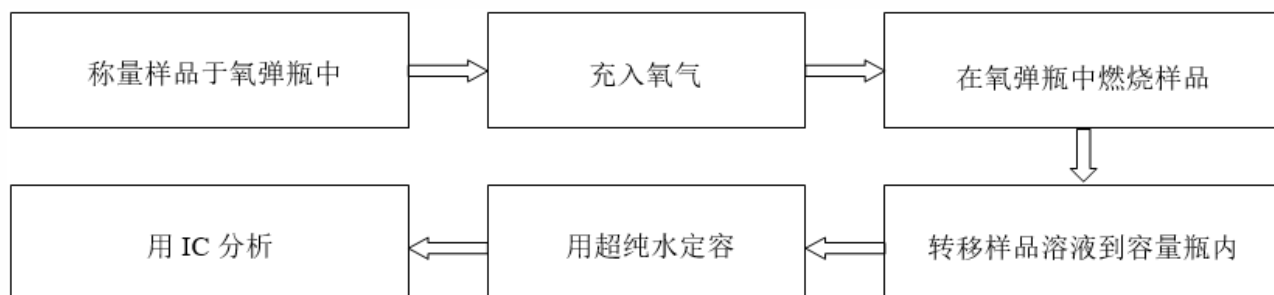 称量样品于氧弹瓶中
充入氧气
在氧弹瓶中燃烧样品
转移样品溶液到容量瓶内
用超纯水定容
用 IC 分析